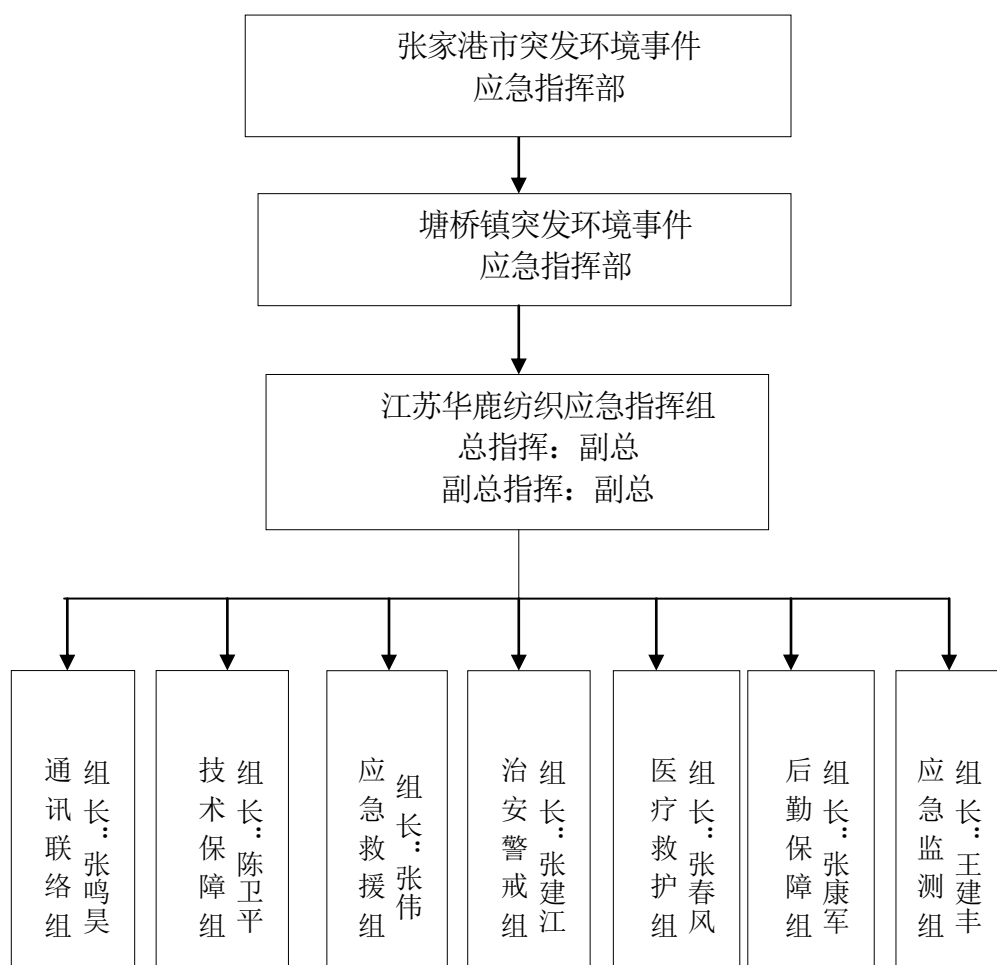 张家港市突发环境事件
应急指挥部
塘桥镇突发环境事件
应急指挥部
江苏华鹿纺织应急指挥组
总指挥：副总
副总指挥：副总
通讯联络组
组长：张鸣昊
技术保障组
组长：陈卫平
应急救援组
组长：张伟
治安警戒组
组长：张建江
医疗救护组
组长：张春风
后勤保障组
组长：张康军
应急监测组
组长：王建丰